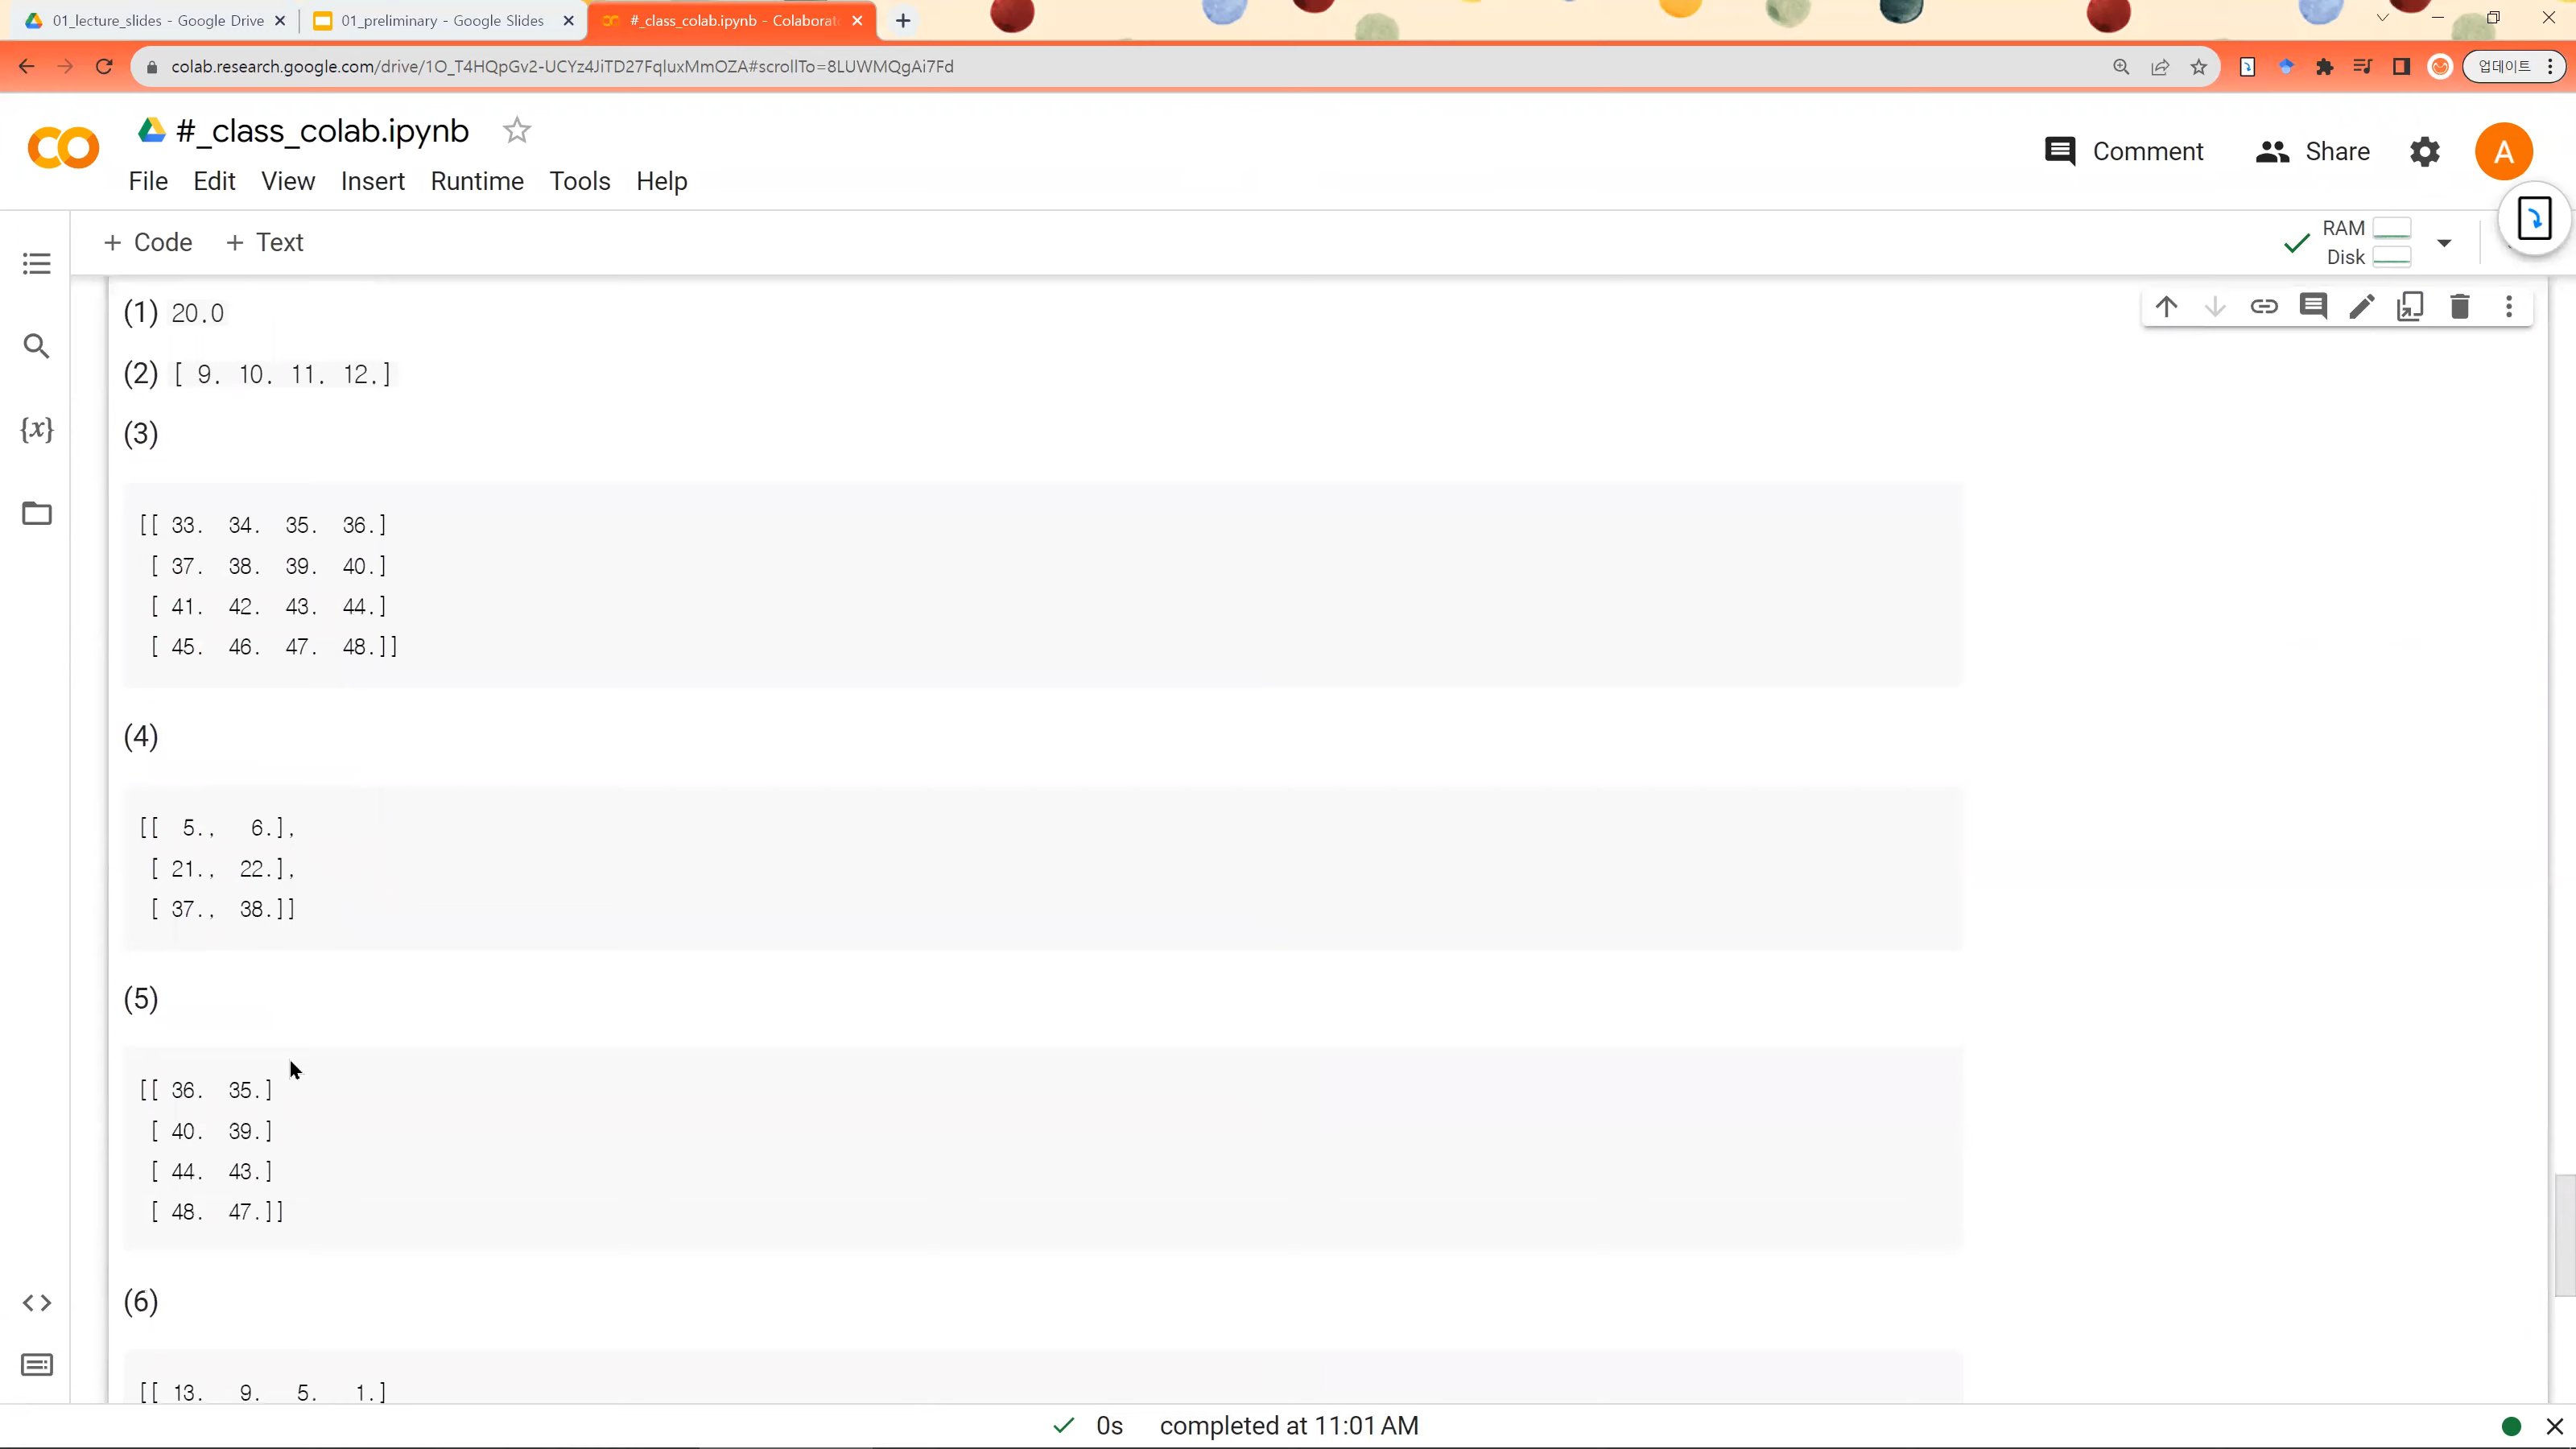 01_lecture_slides - Google Drive
01_preliminary - Google Slides
#_class_colab.ipynb - Colaborat
colab.research.google.com/drive/1O_T4HQpGv2-UCYz4JiTD27FqluxMmOZA#scrollTo=8LUWMQgAi7Fd
업데이트
#_class_colab.ipynb
Comment
Share
A
File Edit View Insert Runtime Tools Help
+ Code + Text
RAM
Disk
(1) 20.0
(2) [ 9. 10. 11. 12.]
(3)
[[ 33. 34. 35. 36.]
[ 37. 38. 39. 40.]
[ 41. 42. 43. 44.]
[ 45. 46. 47. 48.]]
(4)
[[ 5., 6.],
[ 21., 22.],
[ 37., 38.]]
(5)
[[ 36. 35.]
[ 40. 39.]
[ 44. 43.]
[ 48. 47.]]
(6)
[[ 13. 9. 5. 1.]
0s completed at 11:01 AM